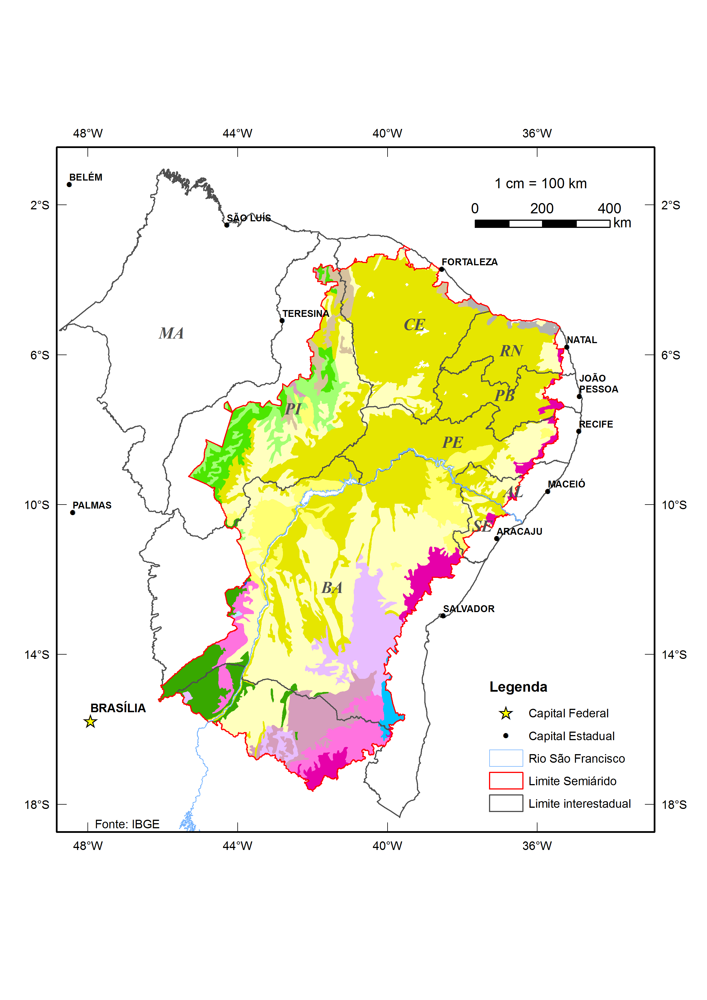 48°W 44°W 40°W 36°W
BELÉM
1 cm = 100 km
2°S 2°S
0 200 400
km
SÃO LUÍS
FORTALEZA
TERESINA
MA
CE
NATAL
RN
6°S 6°S
JOÃO
PESSOA
PB
PI
RECIFE
PE
MACEIÓ
AL
10°S 10°S
PALMAS
SE
ARACAJU
BA
SALVADOR
14°S 14°S
Legenda
BRASÍLIA
Capital Federal
Capital Estadual
Rio São Francisco
Limite Semiárido
Limite interestadual
18°S 18°S
Fonte: IBGE
48°W 44°W 40°W 36°W